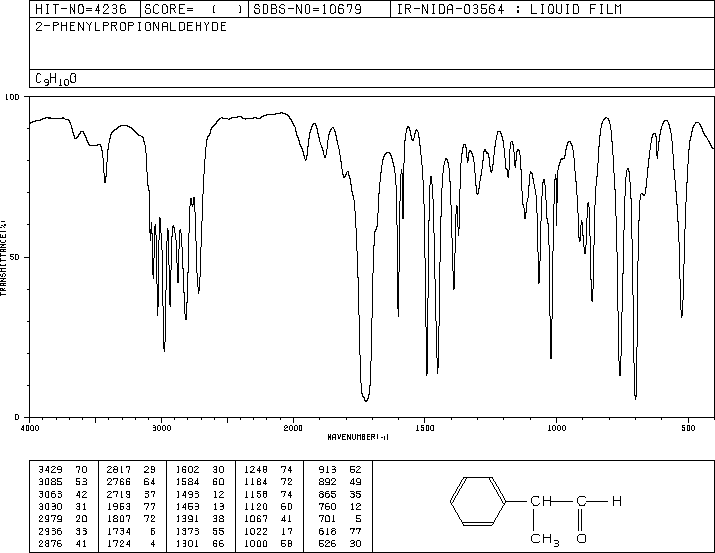 HIT-NO=4236 SCORE= ( ) SDBS-NO=10679 IR-NIDA-03564 : LIQUID FILM
2-PHENYLPROPIONALDEHYDE
C9H10O
100
TRANSMITTANCE(%)
50
0
4000 3000 2000 1500 1000 500
WAVENUMBER(-1)
3429 70 2817 29 1602 30 1248 74 913 52
3085 53 2766 64 1584 60 1184 72 892 49
3063 42 2719 37 1493 12 1158 74 865 35
3030 31 1953 77 1453 13 1120 60 760 12
2979 20 1807 72 1391 38 1067 41 701 5
2936 33 1734 5 1373 55 1022 17 618 77
2876 41 1724 4 1301 66 1000 58 526 30
CH C H
CH3 O